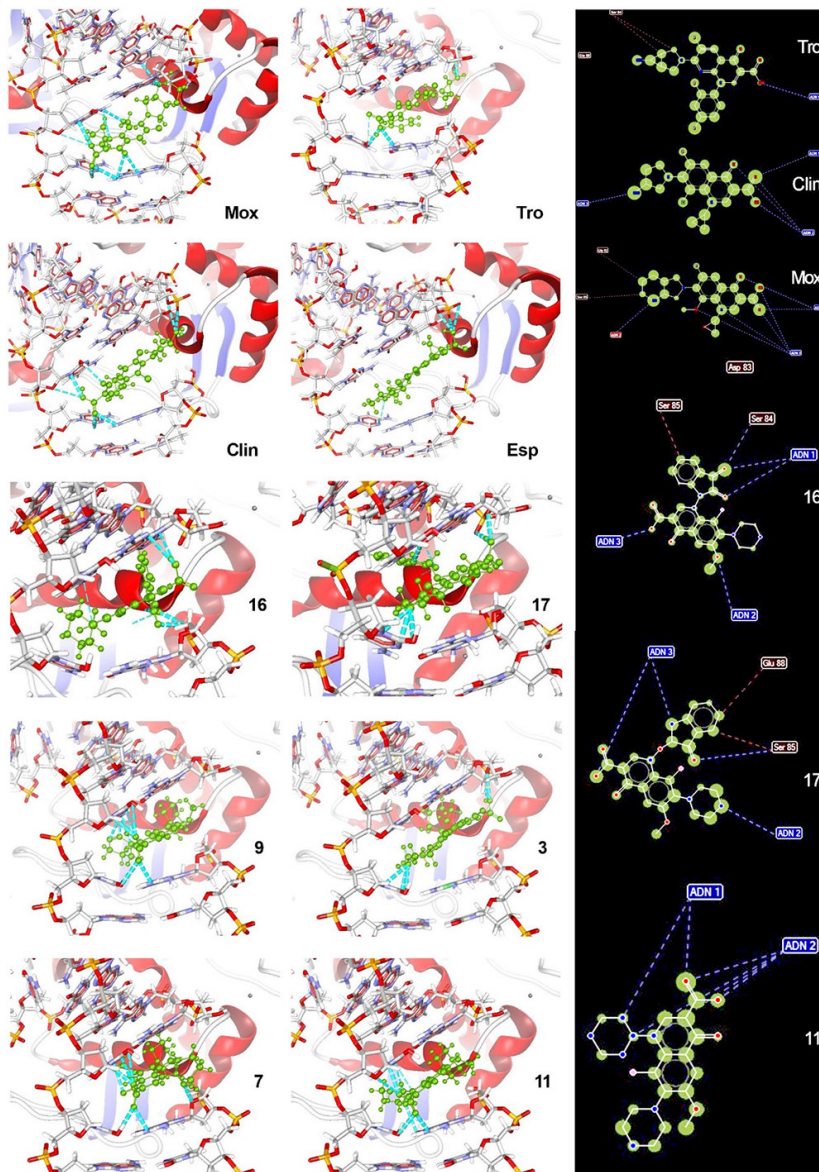 Mox
Tro
Clin
Esp
16
17
9
3
7
11
Tro
Clin
Mox
Asp 83
Ser 85
Ser 84
ADN 1
16
ADN 3
ADN 2
ADN 3
Glu 88
Ser 85
17
ADN 2
ADN 1
ADN 2
11